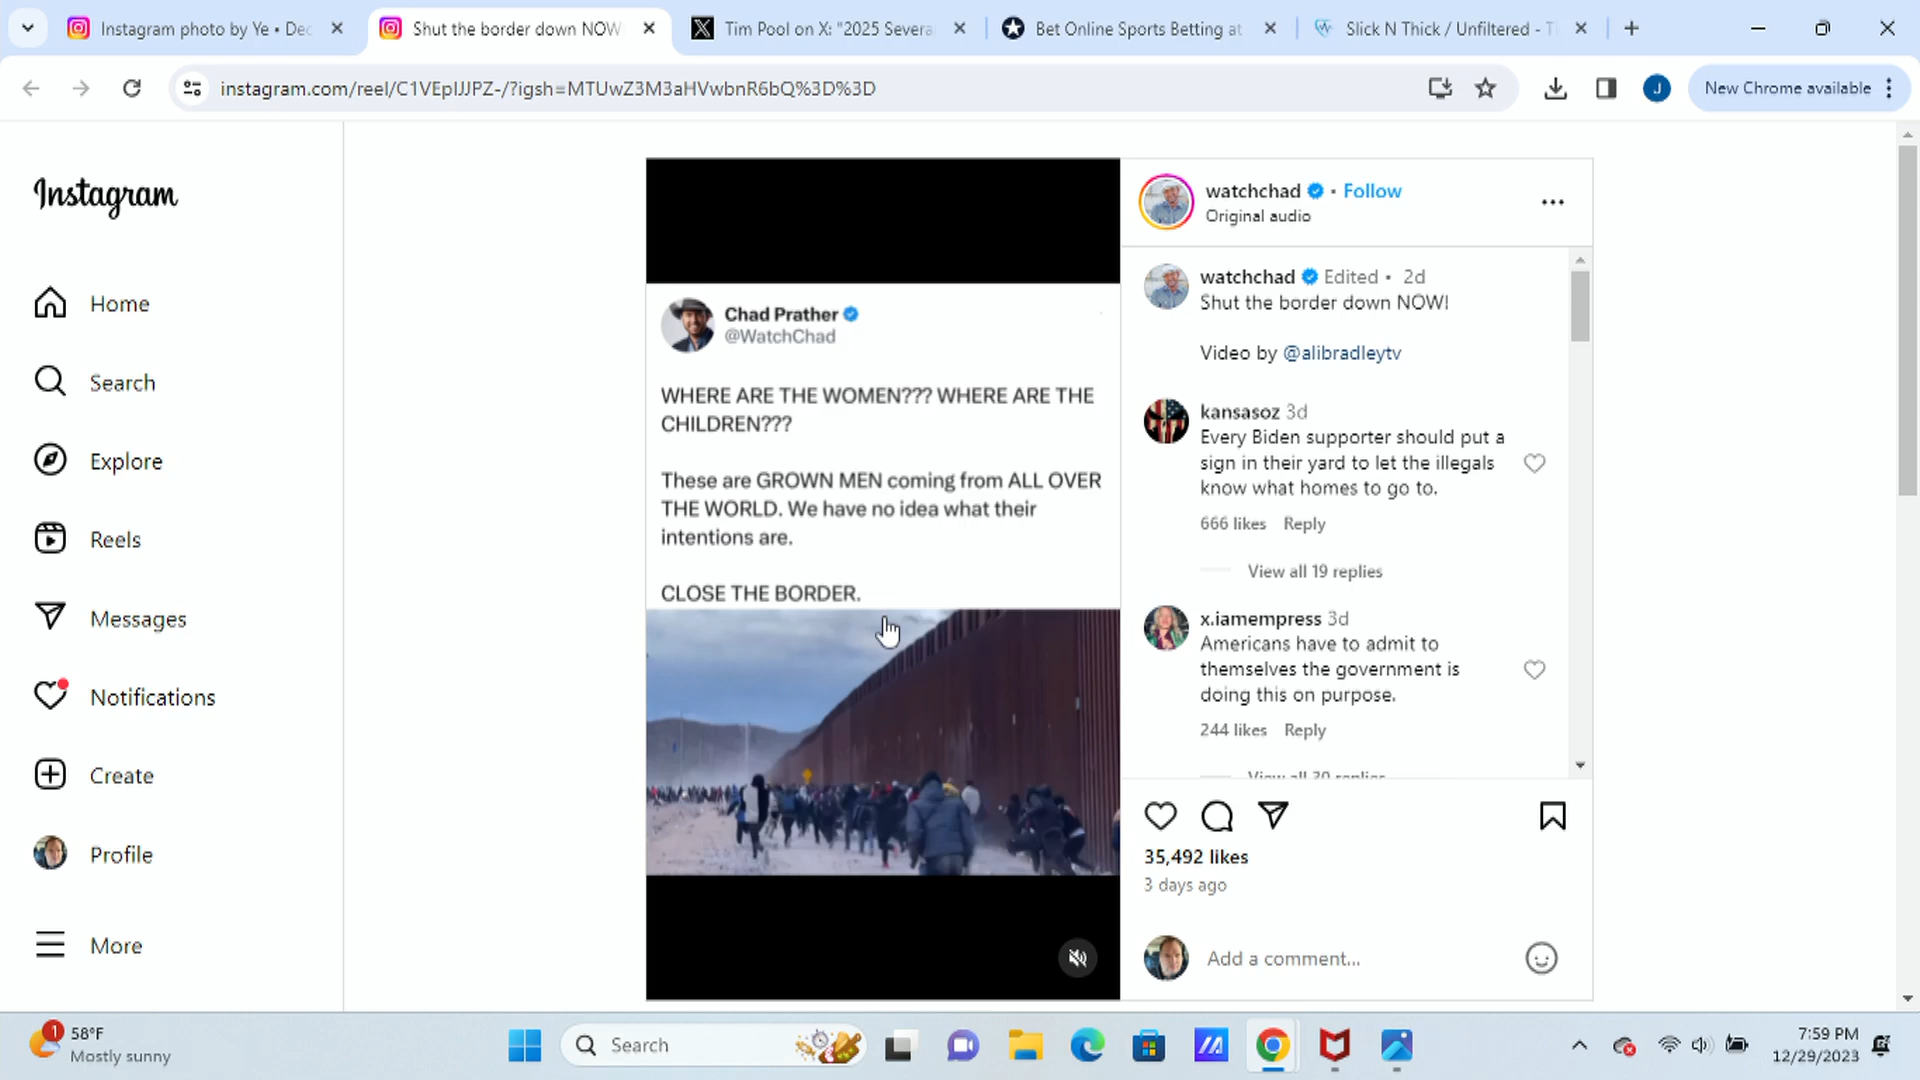 Instagram photo by Ye • Dec
Shut the border down NOW
Tim Pool on X: "2025 Severa
Bet Online Sports Betting at
Slick N Thick / Unfiltered - T
instagram.com/reel/C1VEpIJJPZ-/?igsh=MTUwZ3M3aHVwbnR6bQ%3D%3D
J
New Chrome available
Instagram
Home
Search
Explore
Reels
Messages
Notifications
Create
Profile
More
Chad Prather
@WatchChad
WHERE ARE THE WOMEN??? WHERE ARE THE
CHILDREN???
These are GROWN MEN coming from ALL OVER
THE WORLD. We have no idea what their
intentions are.
CLOSE THE BORDER.
watchchad • Follow
Original audio
watchchad Edited • 2d
Shut the border down NOW!
Video by @alibradleytv
kansasoz 3d
Every Biden supporter should put a
sign in their yard to let the illegals
know what homes to go to.
666 likes Reply
View all 19 replies
x.iamempress 3d
Americans have to admit to
themselves the government is
doing this on purpose.
244 likes Reply
View all 20 replies
35,492 likes
3 days ago
Add a comment...
1
58°F
Mostly sunny
Search
7:59 PM
12/29/2023